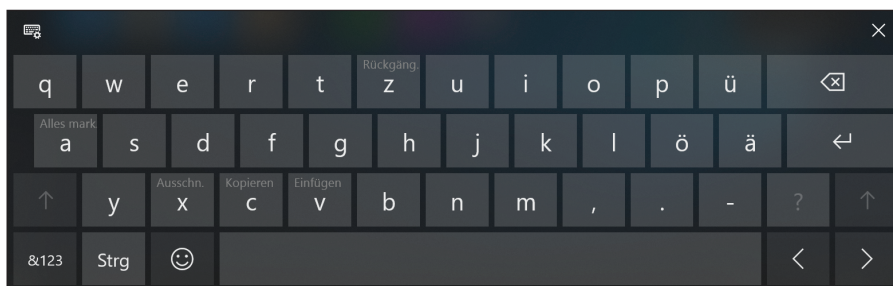 Rückgäng.
q w e r t z u i o p ü
Alles mark.
a s d f g h j k l ö ä
Ausschn. Kopieren Einfügen
y x c v b n m , . - ?
&123 Strg